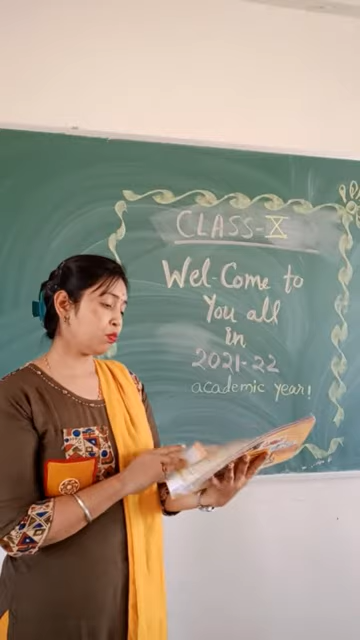 CLASS-X
Wel-Come to
You all
in
2021-22
academic year!